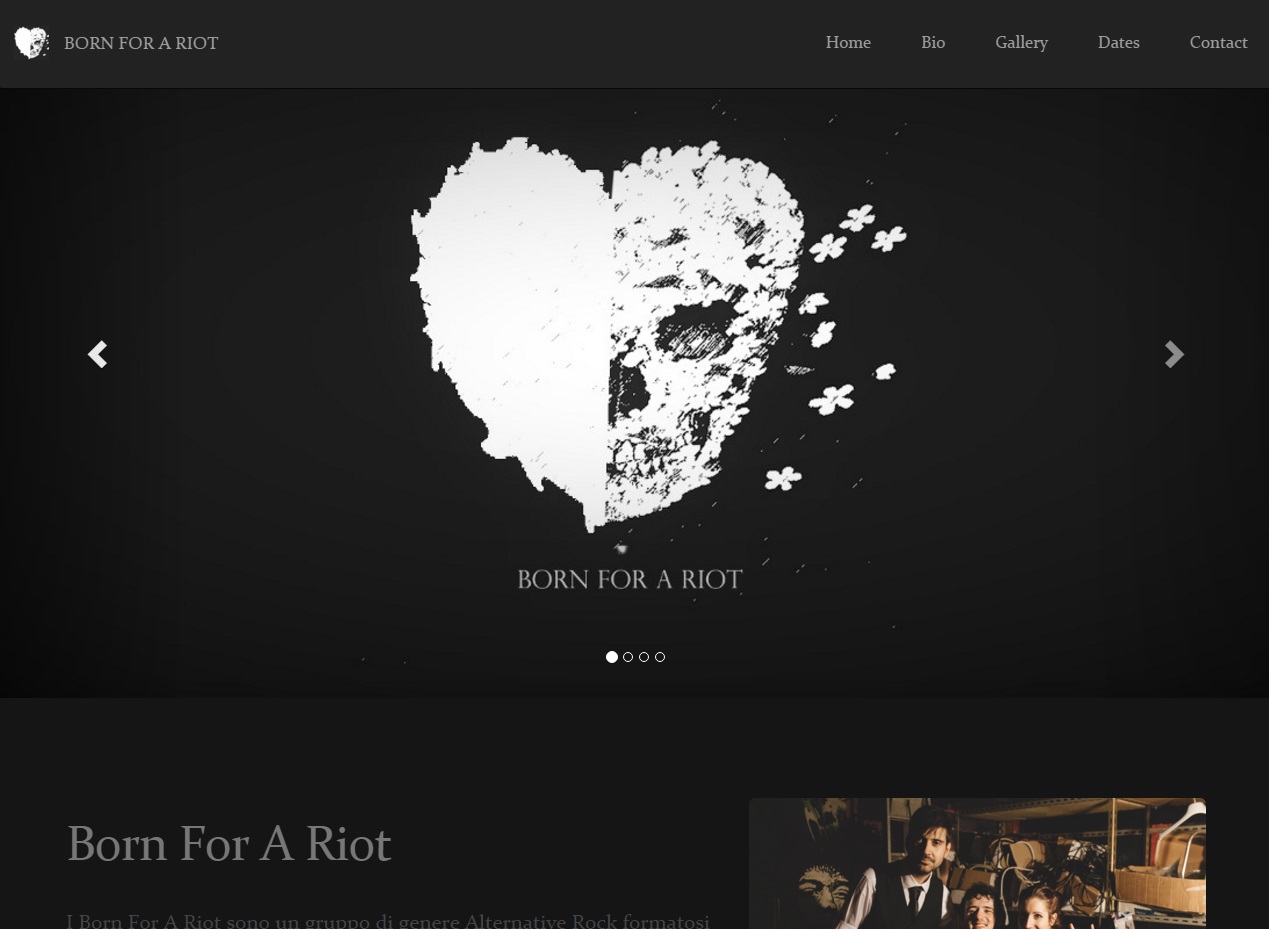 BORN FOR A RIOT
Home Bio Gallery Dates Contact
BORN FOR A RIOT
Born For A Riot
I Born For A Riot sono un gruppo di genere Alternative Rock formatosi